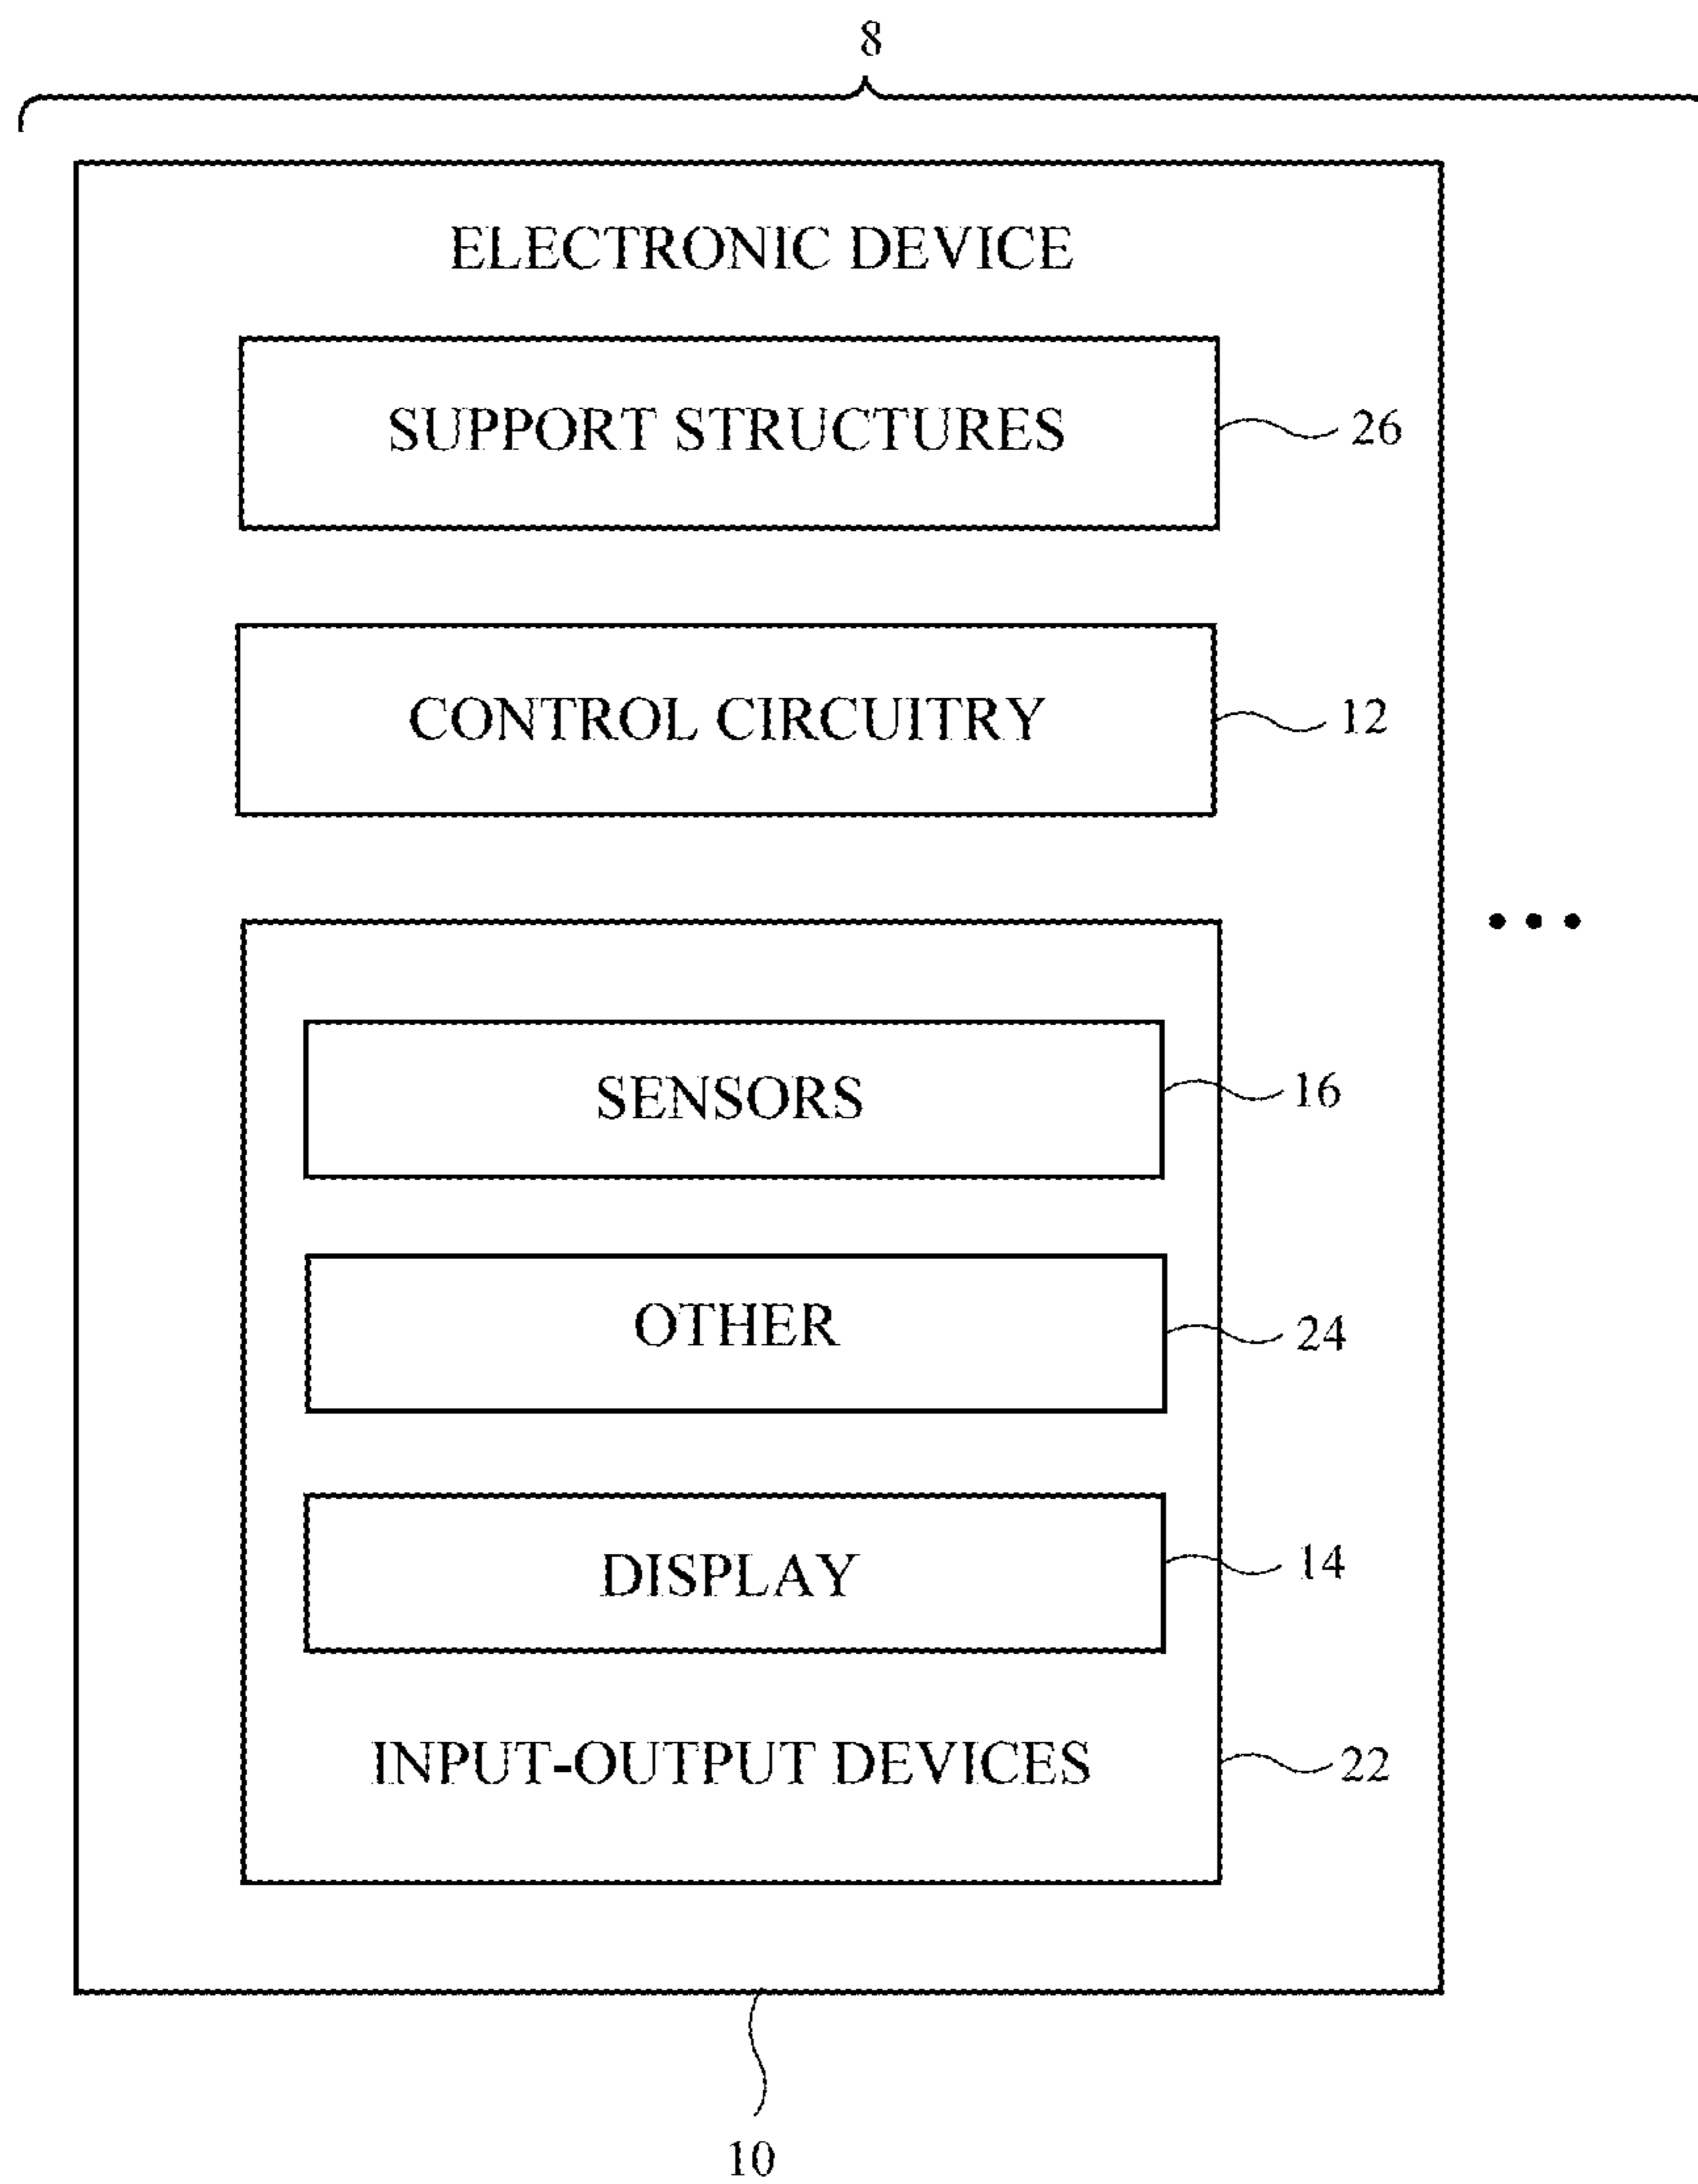 8
ELECTRONIC DEVICE
SUPPORT STRUCTURES 26
CONTROL CIRCUITRY 12
SENSORS 16
OTHER 24
DISPLAY 14
INPUT-OUTPUT DEVICES 22
10